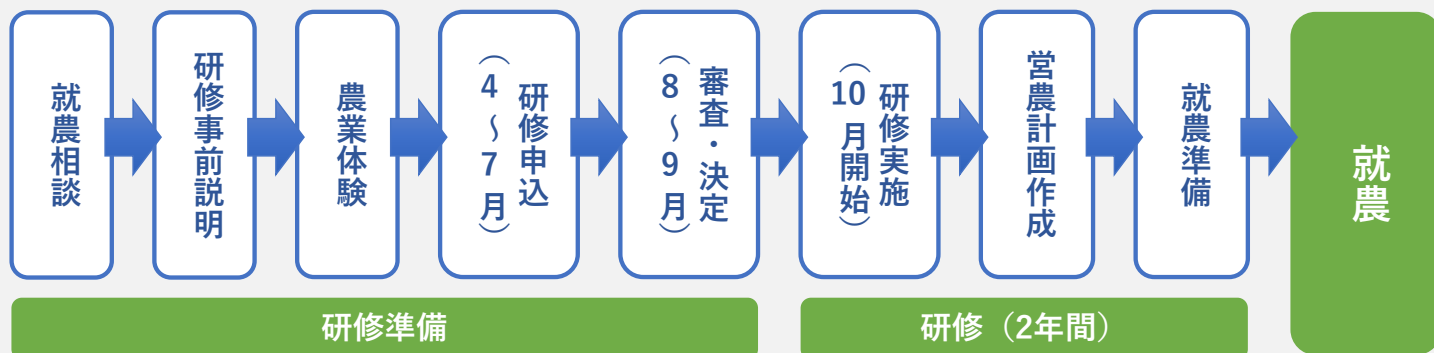 就農相談
研修事前説明
農業体験
研修申込
（4～7月）
審査・決定
（8～9月）
研修実施
（10月開始）
営農計画作成
就農準備
就農
研修準備
研修（2年間）